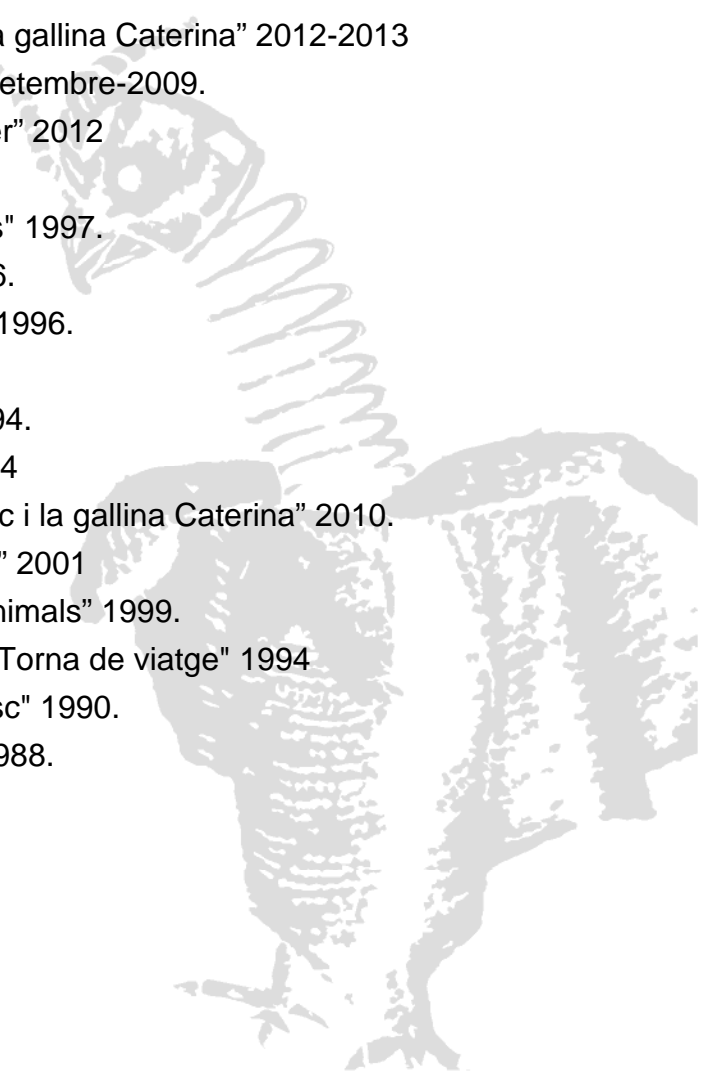 a gallina Caterina” 2012-2013
etembre-2009.
er” 2012
s" 1997.
6.
1996.
94.
4
c i la gallina Caterina” 2010.
” 2001
nimals” 1999.
Torna de viatge" 1994
sc" 1990.
988.